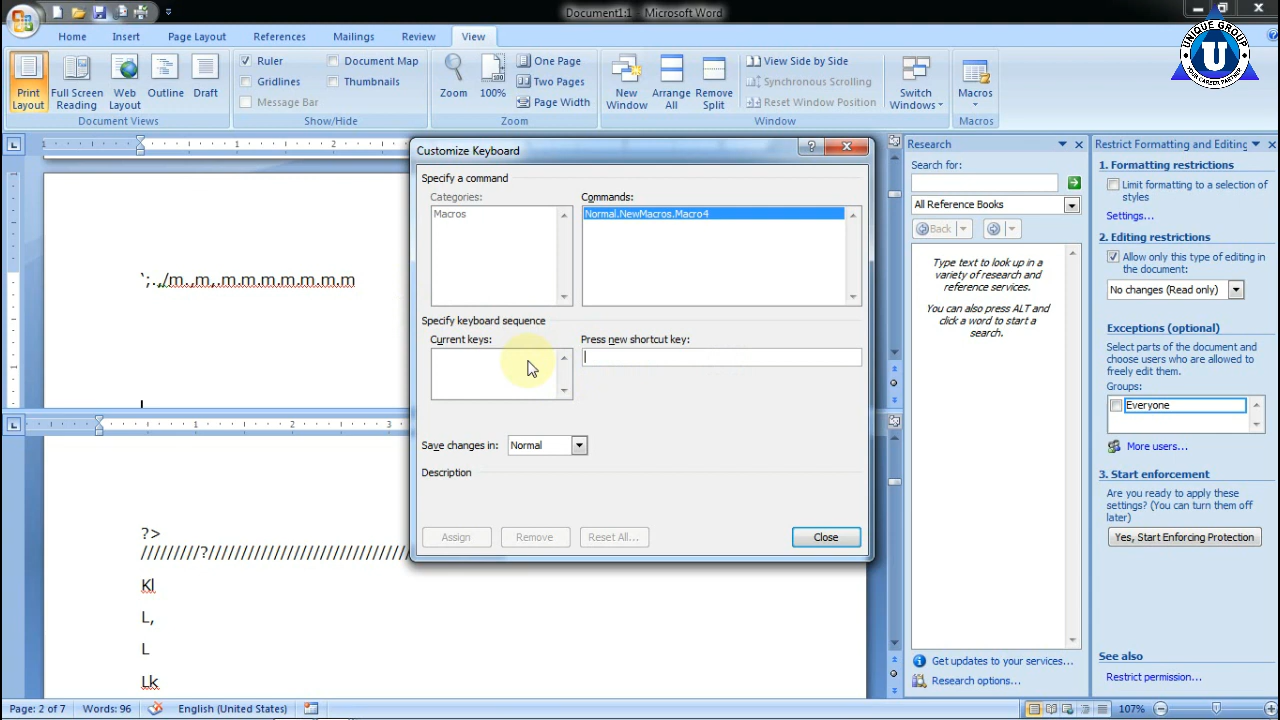 Document1:1 - Microsoft Word
Home Insert Page Layout References Mailings Review View
Print Layout
Full Screen Reading
Web Layout
Outline
Draft
Document Views
Ruler
Gridlines
Message Bar
Document Map
Thumbnails
Show/Hide
Zoom
100%
One Page
Two Pages
Page Width
Zoom
New Window
Arrange All
Remove Split
View Side by Side
Synchronous Scrolling
Reset Window Position
Window
Switch Windows
Macros
Macros
UNIQUE GROUP
U
YOUR CAREER PARTNER
1 1 2
`;.,/m.,m,.m.m.m.m.m.m.m
1 2 3
?>
/////////?///////////////////////////////
Kl
L,
L
Lk
Customize Keyboard
Specify a command
Categories:
Macros
Commands:
Normal.NewMacros.Macro4
Specify keyboard sequence
Current keys:
Press new shortcut key:
Save changes in: Normal
Description
Assign Remove Reset All... Close
Research
Search for:
All Reference Books
Back
Type text to look up in a
variety of research and
reference services.
You can also press ALT and
click a word to start a
search.
Get updates to your services...
Research options...
Restrict Formatting and Editing
1. Formatting restrictions
Limit formatting to a selection of
styles
Settings...
2. Editing restrictions
Allow only this type of editing in
the document:
No changes (Read only)
Exceptions (optional)
Select parts of the document and
choose users who are allowed to
freely edit them.
Groups:
Everyone
More users...
3. Start enforcement
Are you ready to apply these
settings? (You can turn them off
later)
Yes, Start Enforcing Protection
See also
Restrict permission...
Page: 2 of 7 Words: 96 English (United States) 107%